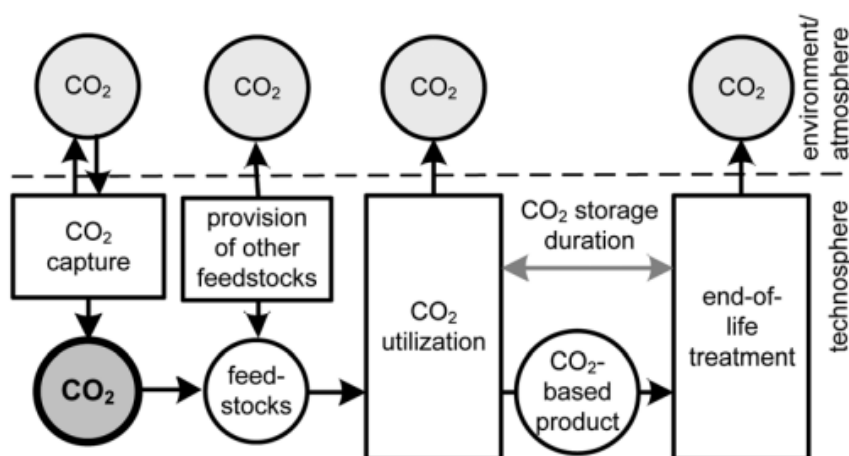 CO₂
CO₂
CO₂
CO₂
environment/
atmosphere
CO₂
capture
provision
of other
feedstocks
CO₂ storage
duration
CO₂
utilization
end-of-
life
treatment
technosphere
CO₂
feed-
stocks
CO₂-
based
product